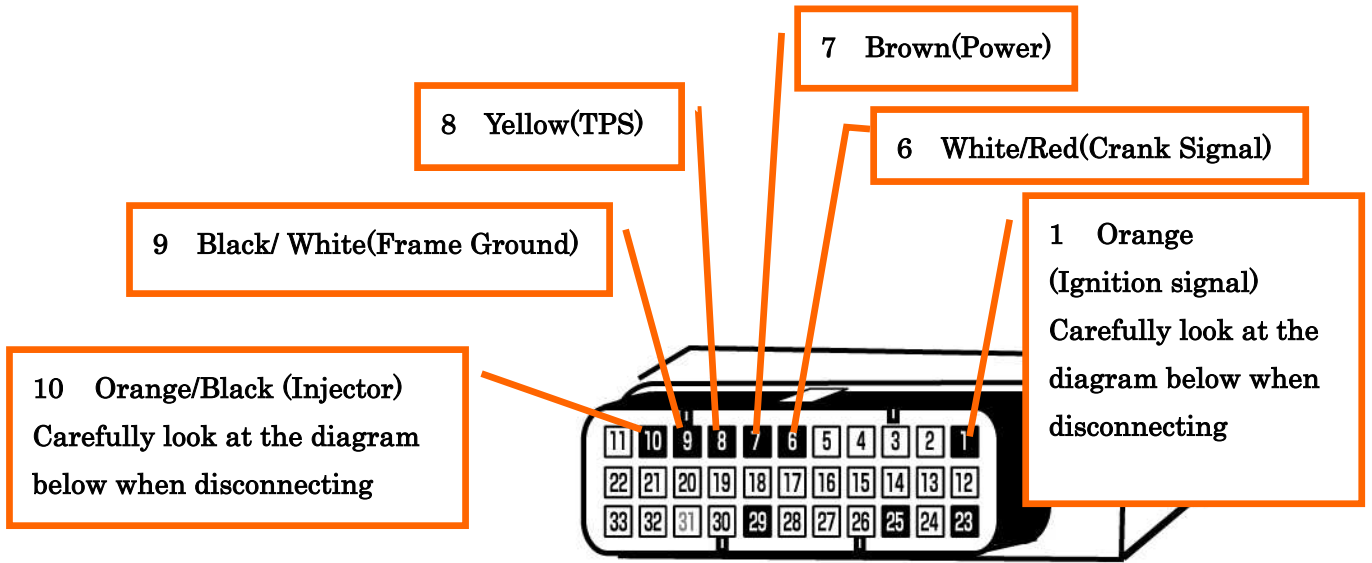 7 Brown(Power)
8 Yellow(TPS)
6 White/Red(Crank Signal)
9 Black/ White(Frame Ground)
1 Orange
(Ignition signal)
Carefully look at the
diagram below when
disconnecting
10 Orange/Black (Injector)
Carefully look at the diagram
below when disconnecting
11 10 9 8 7 6 5 4 3 2 1
22 21 20 19 18 17 16 15 14 13 12
33 32 31 30 29 28 27 26 25 24 23